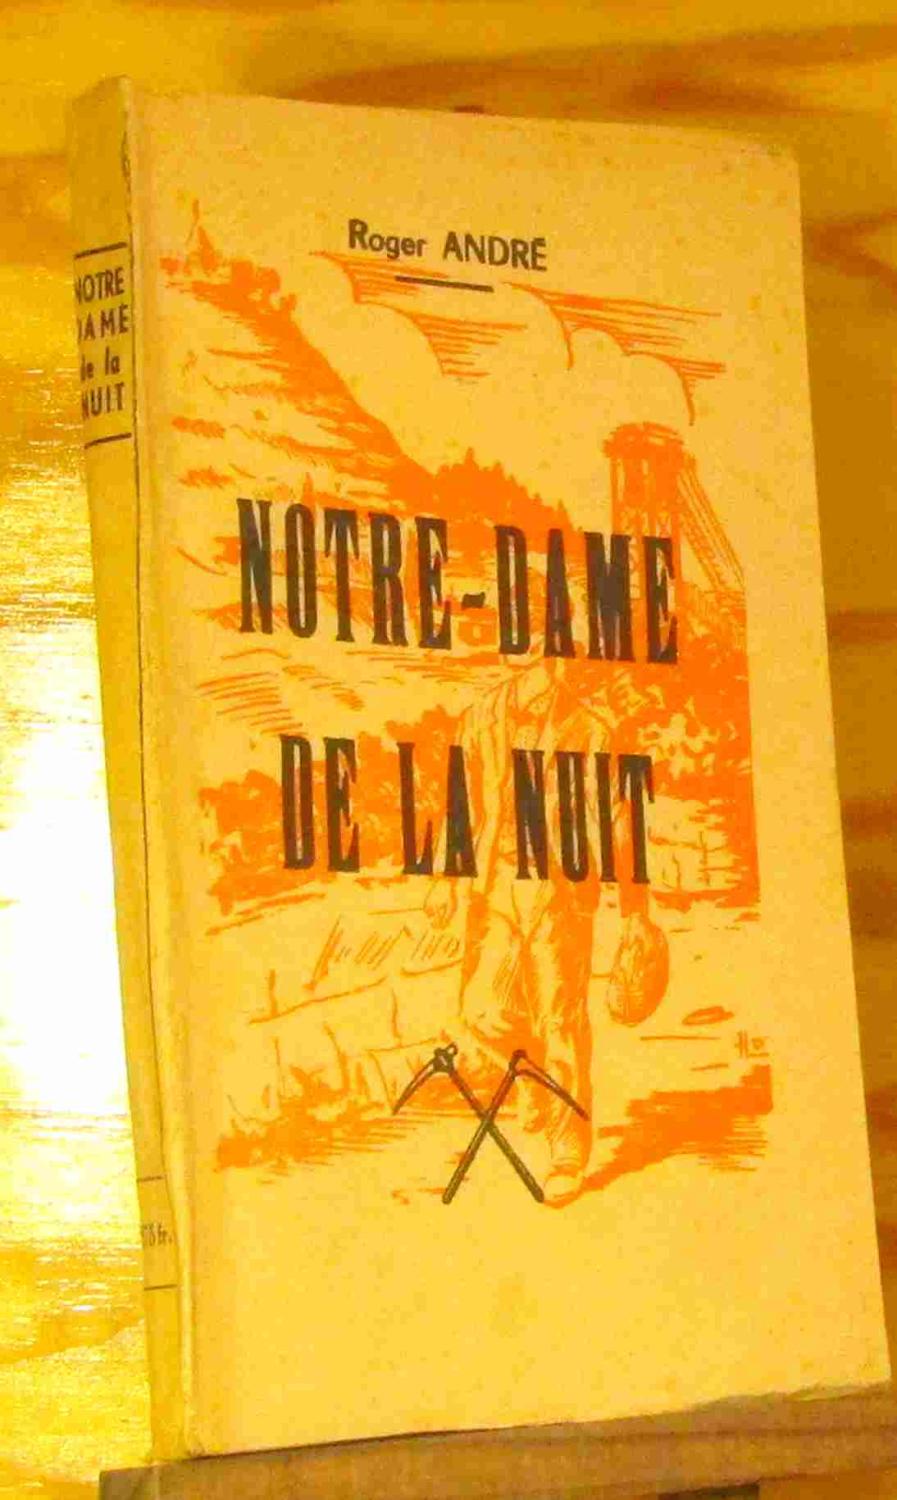 Roger ANDRÉ
NOTRE-DAME
DE LA NUIT
NOTRE
DAME
de la
NUIT